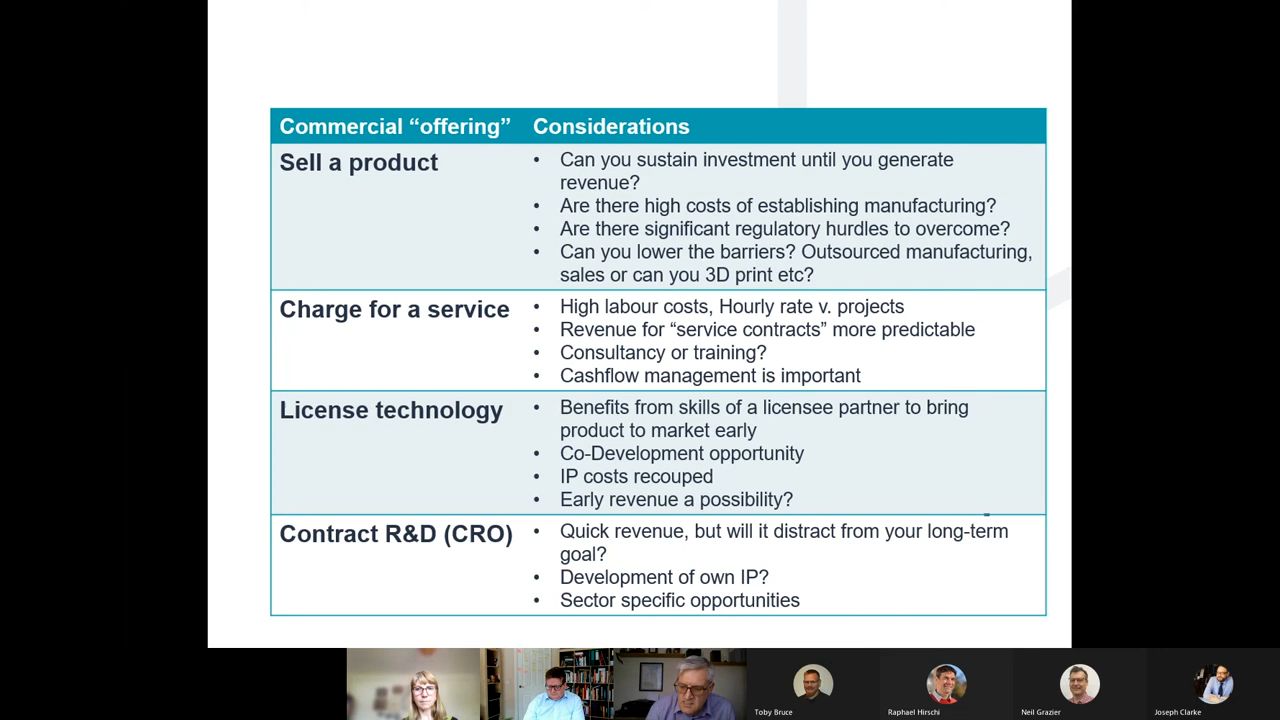 Commercial “offering” Considerations
Sell a product
• Can you sustain investment until you generate
revenue?
• Are there high costs of establishing manufacturing?
• Are there significant regulatory hurdles to overcome?
• Can you lower the barriers? Outsourced manufacturing,
sales or can you 3D print etc?
Charge for a service
• High labour costs, Hourly rate v. projects
• Revenue for “service contracts” more predictable
• Consultancy or training?
• Cashflow management is important
License technology
• Benefits from skills of a licensee partner to bring
product to market early
• Co-Development opportunity
• IP costs recouped
• Early revenue a possibility?
Contract R&D (CRO)
• Quick revenue, but will it distract from your long-term
goal?
• Development of own IP?
• Sector specific opportunities
Toby Bruce
Raphael Hirschi
Neil Grazier
Joseph Clarke